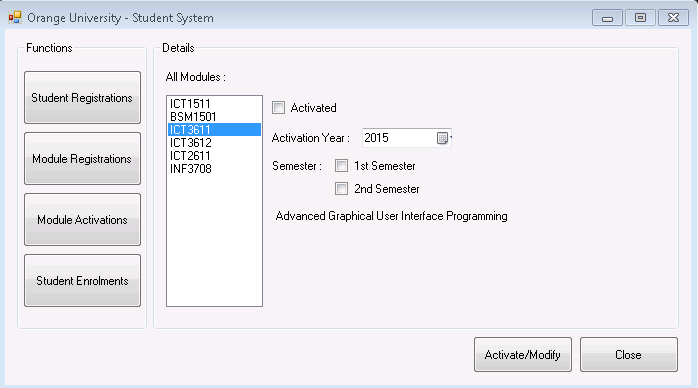 Orange University - Student System
Functions
Student Registrations
Module Registrations
Module Activations
Student Enrolments
Details
All Modules :
ICT1511
BSM1501
ICT3611
ICT3612
ICT2611
INF3708
Activated
Activation Year : 2015
Semester : 1st Semester
2nd Semester
Advanced Graphical User Interface Programming
Activate/Modify Close